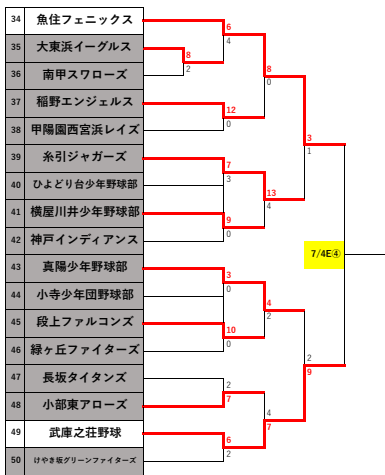 34 魚住フェニックス
6
35 大東浜イーグルス
8 4
36 南甲スワローズ
2
8
0
37 稲野エンジェルス
12
38 甲陽園西宮浜レイズ
0
3
1
39 糸引ジャガーズ
7
40 ひよどり台少年野球部
3
13
4
41 横屋川井少年野球部
9
42 神戸インディアンス
0
7/4E④
43 真陽少年野球部
3
44 小寺少年団野球部
0
4
2
45 段上ファルコンズ
10
46 緑ヶ丘ファイターズ
0
2
9
47 長坂タイタンズ
2
48 小部東アローズ
7
4
7
49 武庫之荘野球
6
50 けやき坂グリーンファイターズ
2